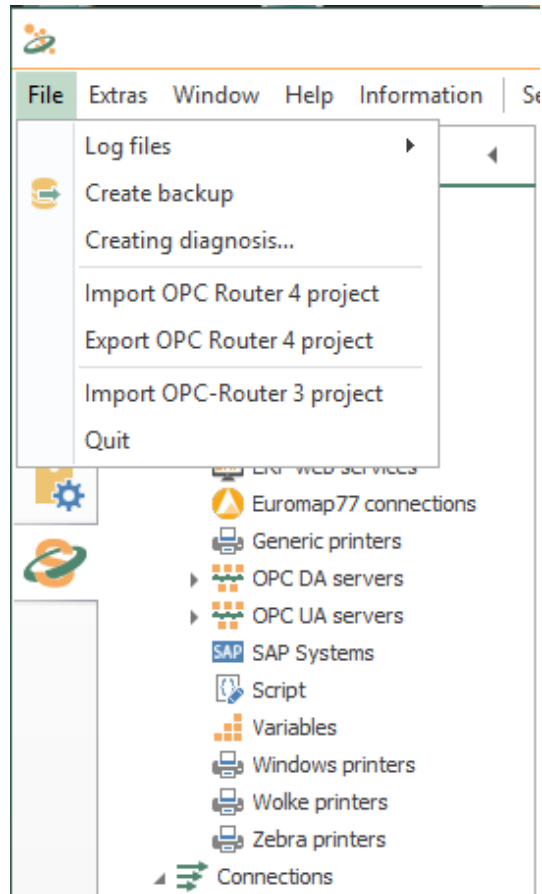 File Extras Window Help Information
Log files
Create backup
Creating diagnosis...
Import OPC Router 4 project
Export OPC Router 4 project
Import OPC-Router 3 project
Quit
Euromap77 connections
Generic printers
OPC DA servers
OPC UA servers
SAP SAP Systems
Script
Variables
Windows printers
Wolke printers
Zebra printers
Connections